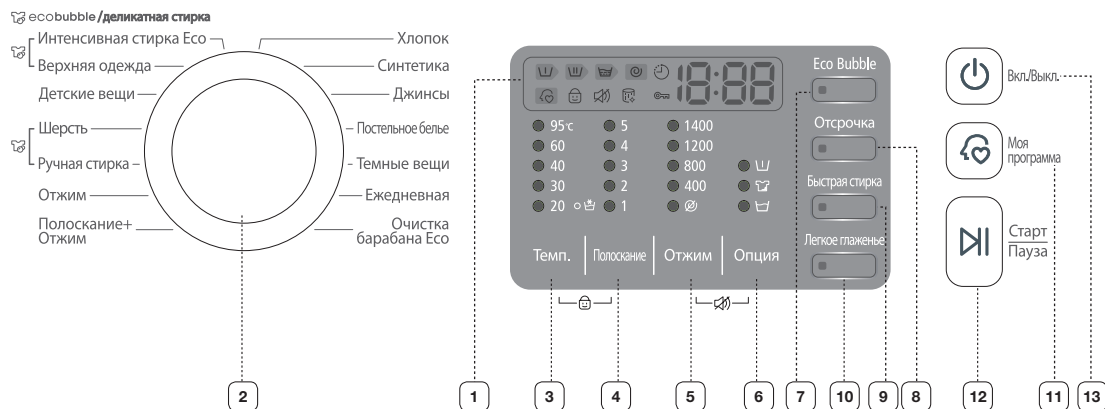 ecobubble/деликатная стирка
Интенсивная стирка Eco
Верхняя одежда
Детские вещи
Шерсть
Ручная стирка
Отжим
Полоскание+
Отжим
Хлопок
Синтетика
Джинсы
Постельное белье
Темные вещи
Ежедневная
Очистка
барабана Eco
18:88
95°c 5 1400
60 4 1200
40 3 800
30 2 400
20 1
Темп. Полоскание Отжим Опция
Eco Bubble
Отсрочка
Быстрая стирка
Легкое глаженье
Вкл./Выкл.
Моя
программа
Старт
Пауза
2 1 3 4 5 6 7 10 9 8 12 11 13